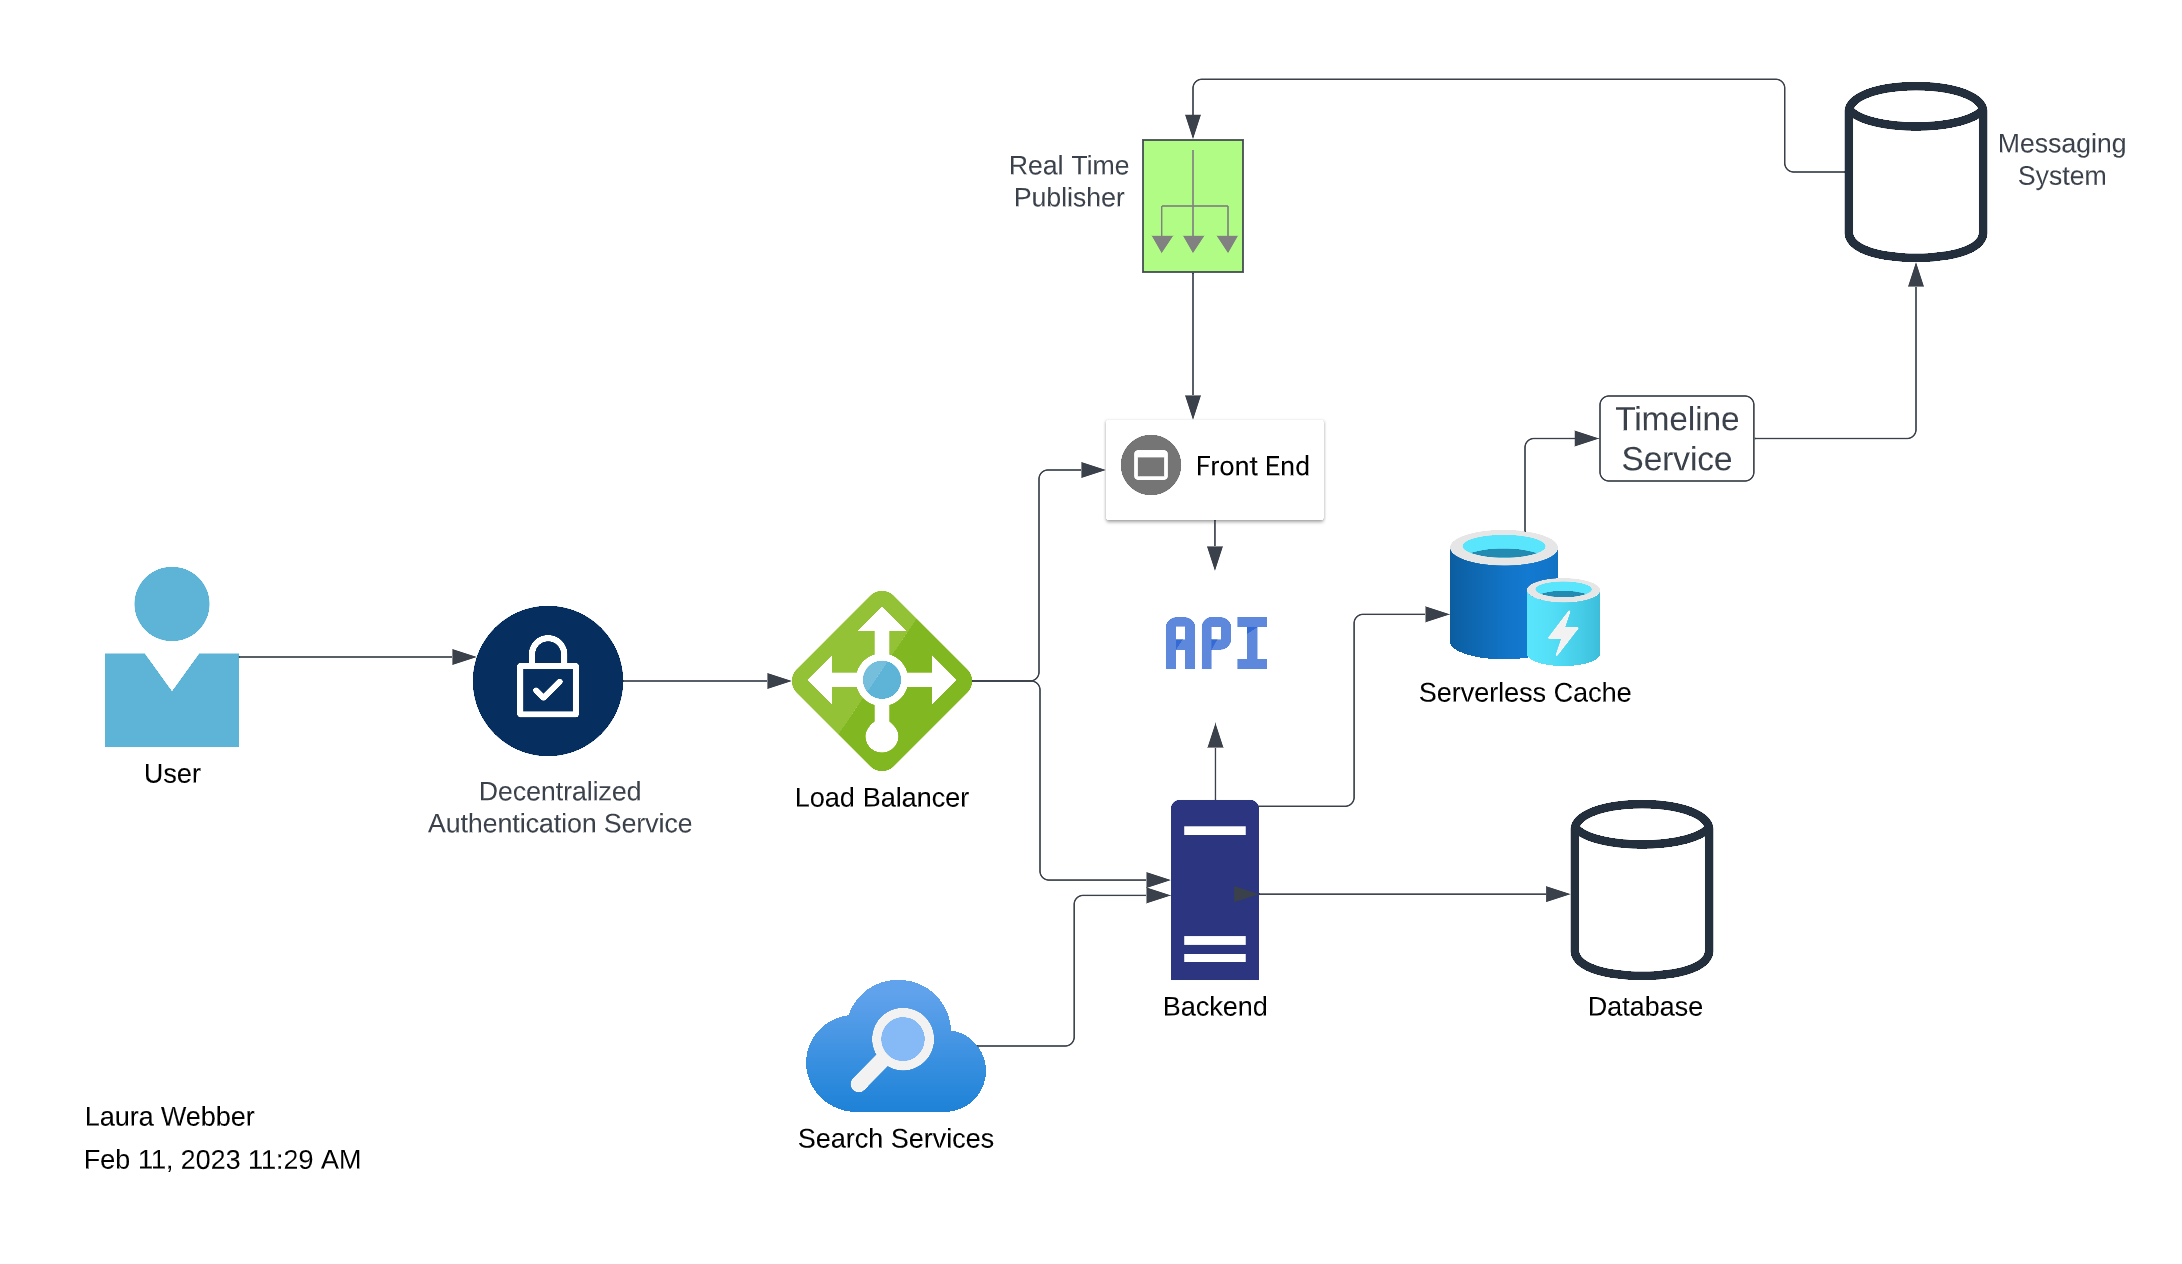 Messaging
System
Real Time
Publisher
Timeline
Service
Front End
API
Serverless Cache
User
Decentralized
Authentication Service
Load Balancer
Backend
Database
Search Services
Laura Webber
Feb 11, 2023 11:29 AM